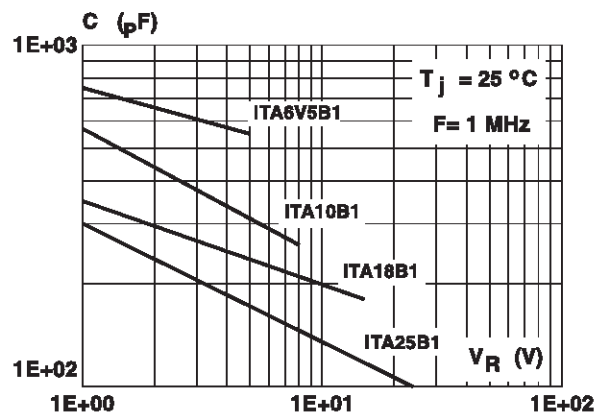 C (pF)
1E+03
Tj = 25 °C
ITA6V5B1
F= 1 MHz
ITA10B1
ITA18B1
ITA25B1
VR (V)
1E+02
1E+00
1E+01
1E+02